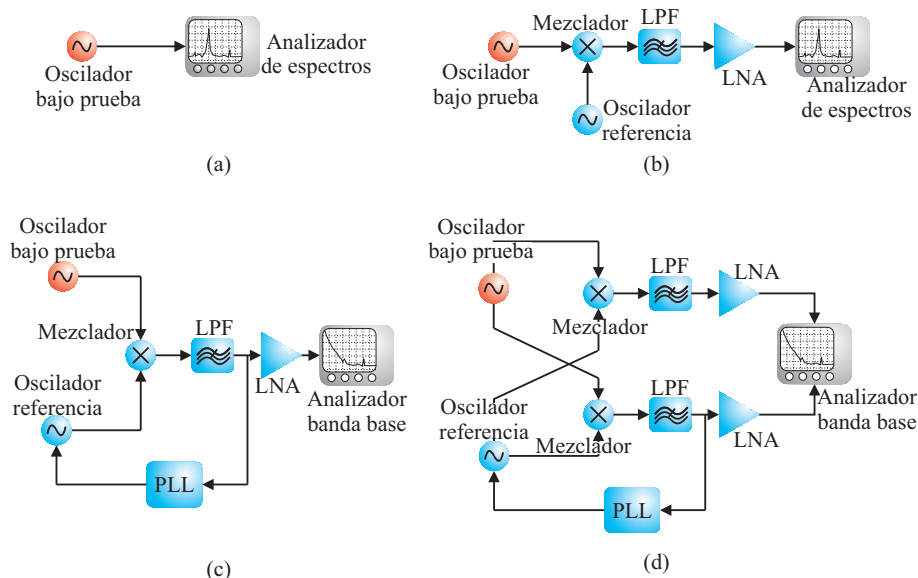 Oscilador
bajo prueba
Analizador
de espectros
(a)
Mezclador
LPF
Oscilador
bajo prueba
LNA
Oscilador
referencia
Analizador
de espectros
(b)
Oscilador
bajo prueba
Mezclador
LPF
LNA
Oscilador
referencia
Analizador
banda base
PLL
(c)
Oscilador
bajo prueba
LPF
LNA
Mezclador
LPF
Oscilador
referencia
Mezclador
LNA
Analizador
banda base
PLL
(d)